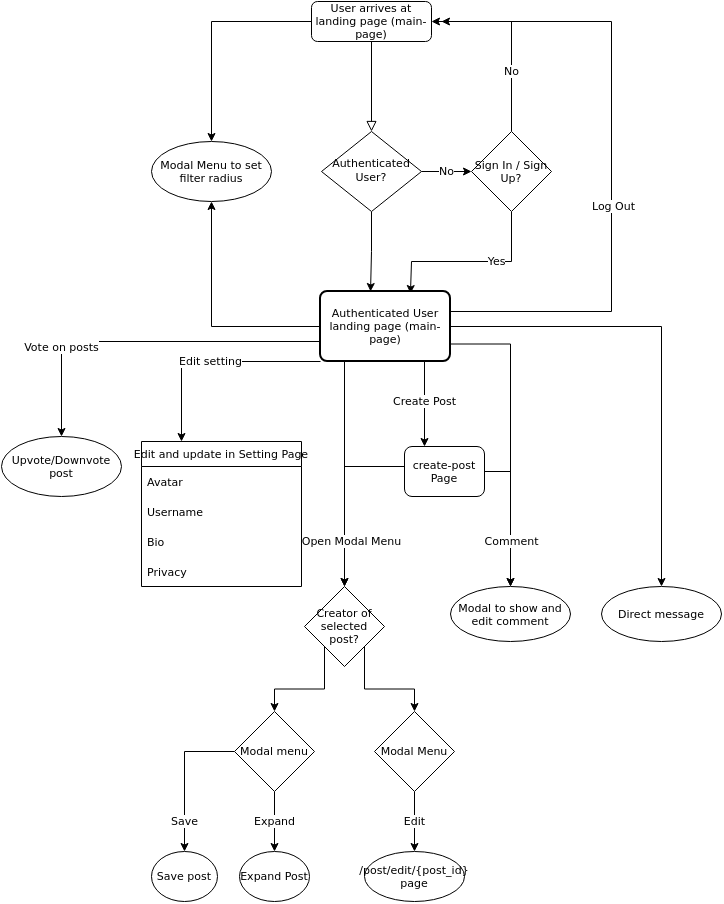 User arrives at
landing page (main-
page)
No
Modal Menu to set
filter radius
Authenticated
User?
No
Sign In / Sign
Up?
Log Out
Yes
Authenticated User
landing page (main-
page)
Vote on posts
Edit setting
Create Post
Upvote/Downvote
post
Edit and update in Setting Page
Avatar
Username
Bio
Privacy
create-post
Page
Open Modal Menu
Comment
Creator of
selected
post?
Modal to show and
edit comment
Direct message
Modal menu
Modal Menu
Save
Expand
Edit
Save post
Expand Post
/post/edit/{post_id}
page